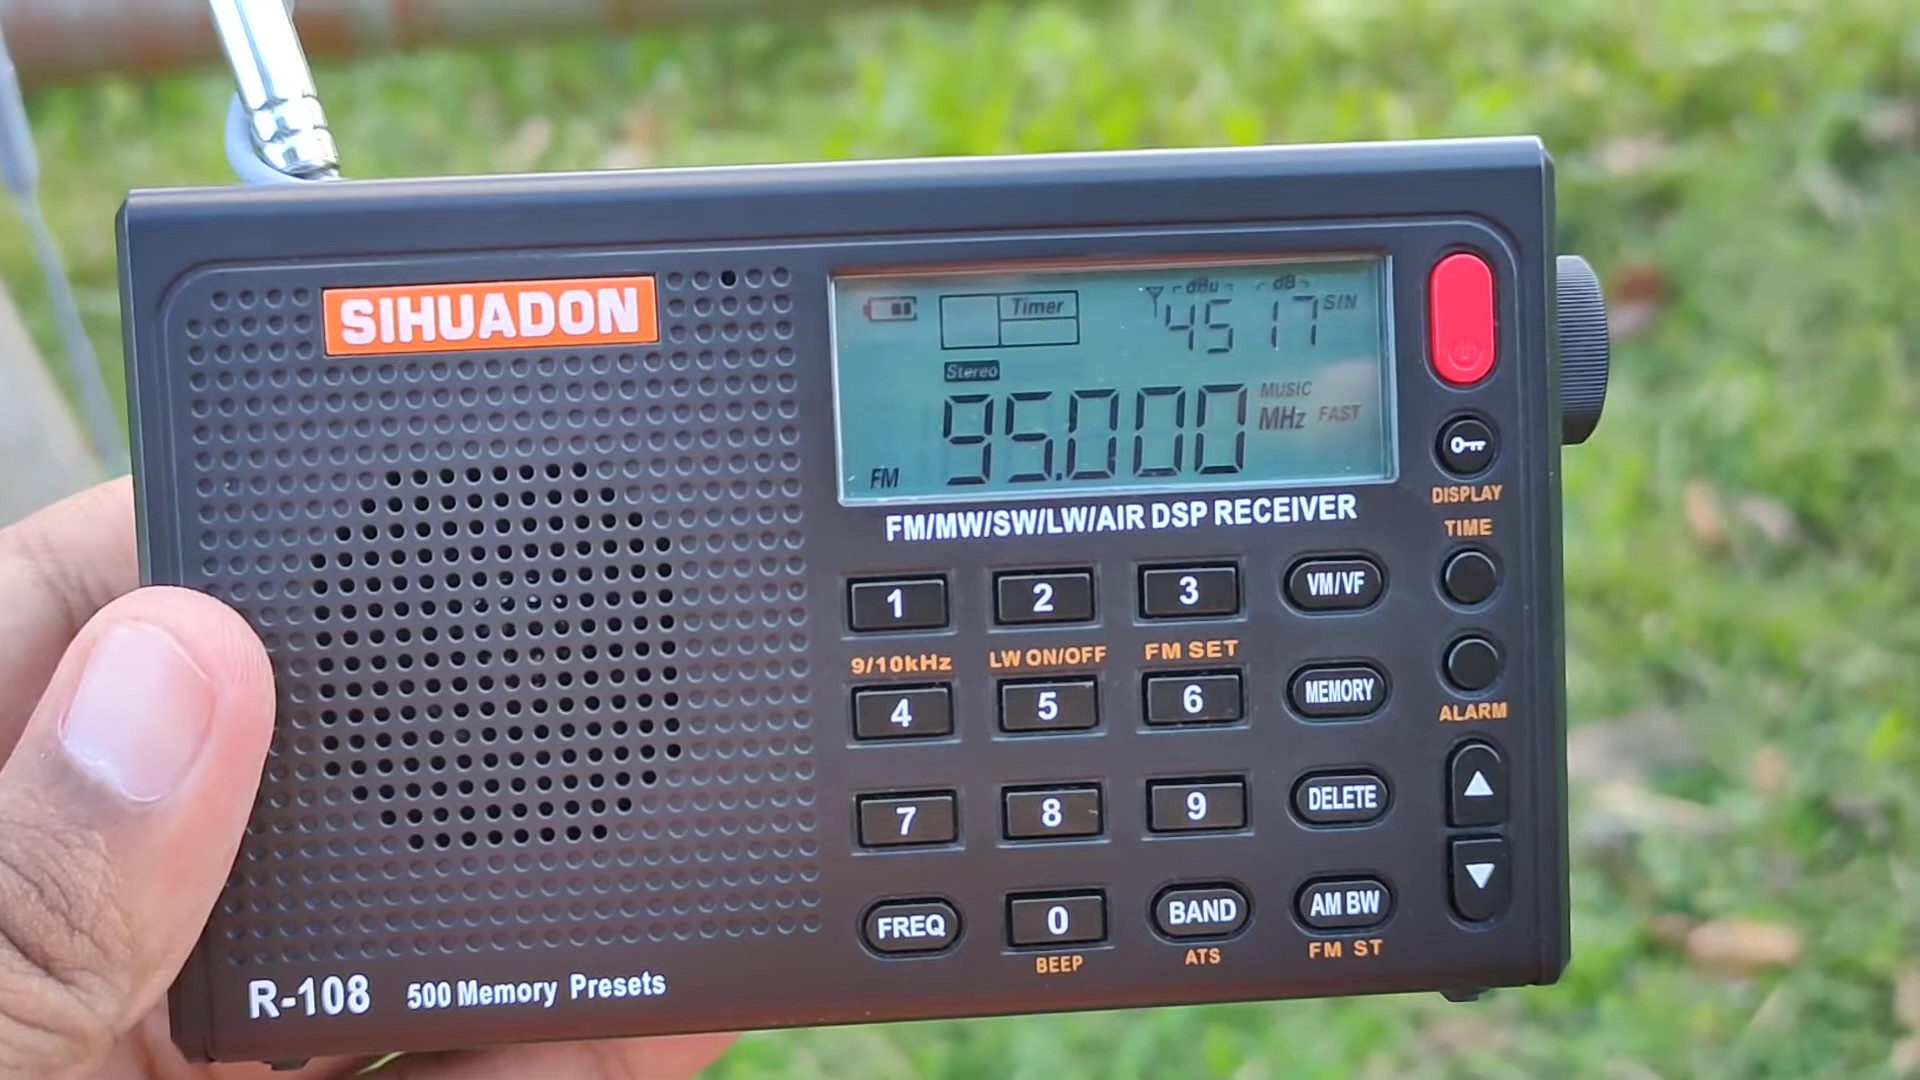 SIHUADON
Timer
dBu dB
45 17 S/N
Stereo
MUSIC
95.000 MHz FAST
FM
FM/MW/SW/LW/AIR DSP RECEIVER
DISPLAY
TIME
1 2 3 VM/VF
9/10kHz LW ON/OFF FM SET
4 5 6 MEMORY
ALARM
7 8 9 DELETE
FREQ 0 BAND AM BW
BEEP ATS FM ST
R-108 500 Memory Presets